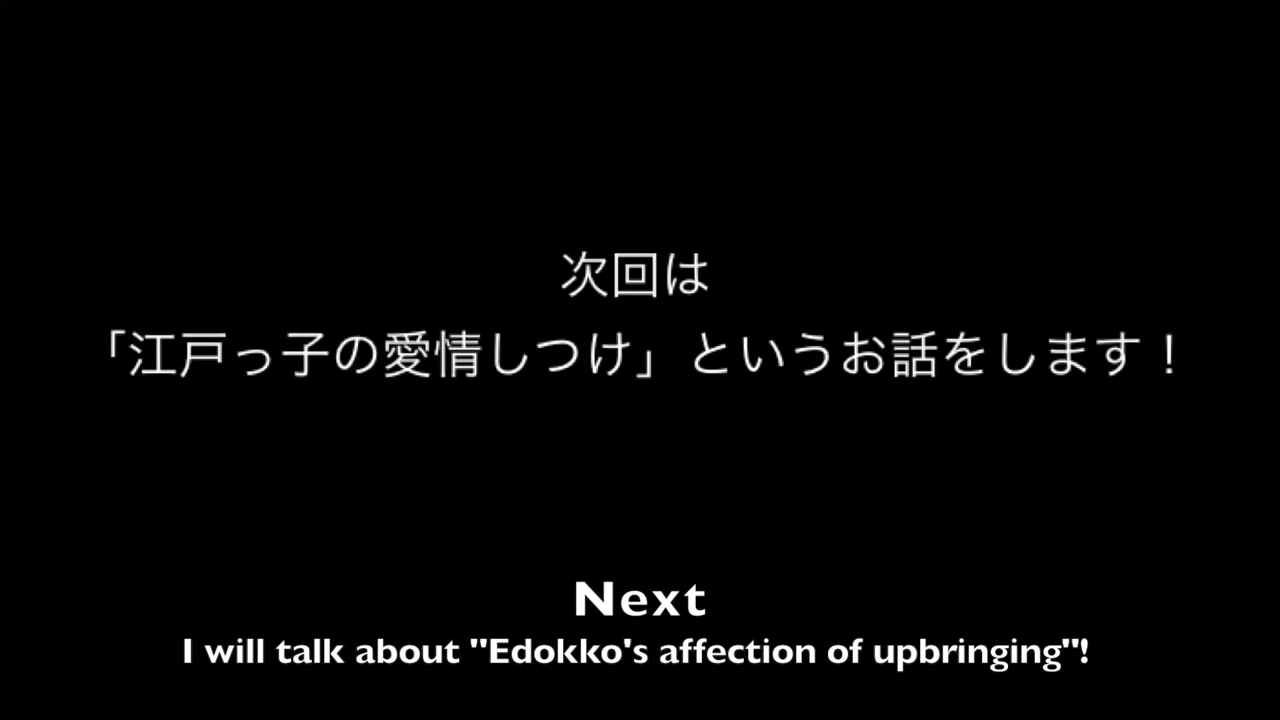 次回は
「江戸っ子の愛情しつけ」というお話をします！
Next
I will talk about "Edokko's affection of upbringing"!